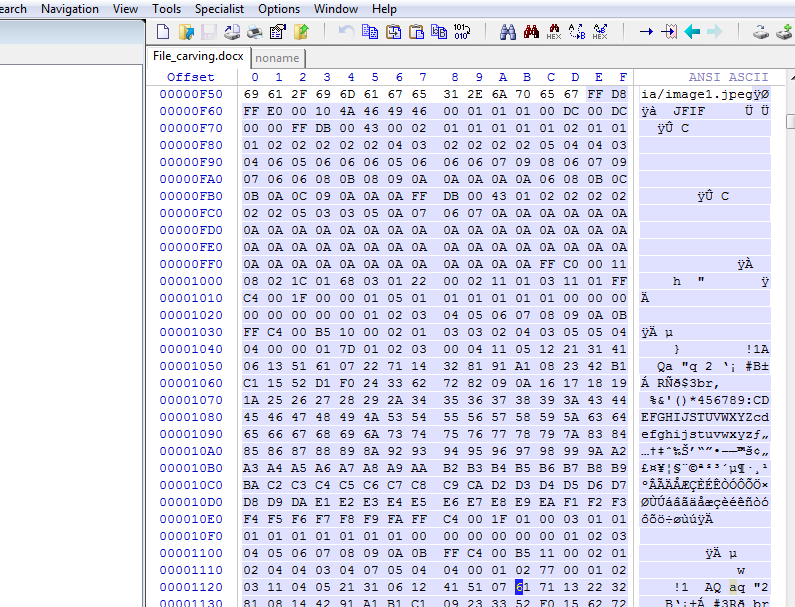 earch Navigation View Tools Specialist Options Window Help
File_carving.docx noname
Offset 0 1 2 3 4 5 6 7 8 9 A B C D E F ANSI ASCII
00000F50 69 61 2F 69 6D 61 67 65 31 2E 6A 70 65 67 FF D8 ia/image1.jpegÿØ
00000F60 FF E0 00 10 4A 46 49 46 00 01 01 01 00 DC 00 DC ÿà JFIF Ü Ü
00000F70 00 00 FF DB 00 43 00 02 01 01 01 01 01 02 01 01 ÿÛ C
00000F80 01 02 02 02 02 02 04 03 02 02 02 02 05 04 04 03
00000F90 04 06 05 06 06 06 05 06 06 06 07 09 08 06 07 09
00000FA0 07 06 06 08 0B 08 09 0A 0A 0A 0A 0A 06 08 0B 0C
00000FB0 0B 0A 0C 09 0A 0A 0A FF DB 00 43 01 02 02 02 02 ÿÛ C
00000FC0 02 02 05 03 03 05 0A 07 06 07 0A 0A 0A 0A 0A 0A
00000FD0 0A 0A 0A 0A 0A 0A 0A 0A 0A 0A 0A 0A 0A 0A 0A 0A
00000FE0 0A 0A 0A 0A 0A 0A 0A 0A 0A 0A 0A 0A 0A 0A 0A 0A
00000FF0 0A 0A 0A 0A 0A 0A 0A 0A 0A 0A 0A 0A FF C0 00 11 ÿÀ
00001000 08 02 1C 01 68 03 01 22 00 02 11 01 03 11 01 FF h " ÿ
00001010 C4 00 1F 00 00 01 05 01 01 01 01 01 01 00 00 00 Ä
00001020 00 00 00 00 00 01 02 03 04 05 06 07 08 09 0A 0B
00001030 FF C4 00 B5 10 00 02 01 03 03 02 04 03 05 05 04 ÿÄ µ
00001040 04 00 00 01 7D 01 02 03 00 04 11 05 12 21 31 41 } !1A
00001050 06 13 51 61 07 22 71 14 32 81 91 A1 08 23 42 B1 Qa "q 2 ‘¡ #B±
00001060 C1 15 52 D1 F0 24 33 62 72 82 09 0A 16 17 18 19 Á RÑð$3br‚
00001070 1A 25 26 27 28 29 2A 34 35 36 37 38 39 3A 43 44 %&'()*456789:CD
00001080 45 46 47 48 49 4A 53 54 55 56 57 58 59 5A 63 64 EFGHIJSTUVWXYZcd
00001090 65 66 67 68 69 6A 73 74 75 76 77 78 79 7A 83 84 efghijstuvwxyzƒ„
000010A0 85 86 87 88 89 8A 92 93 94 95 96 97 98 99 9A A2 …†‡ˆ‰Š’“”•–—˜™š¢
000010B0 A3 A4 A5 A6 A7 A8 A9 AA B2 B3 B4 B5 B6 B7 B8 B9 £¤¥¦§¨©ª²³´µ¶·¸¹
000010C0 BA C2 C3 C4 C5 C6 C7 C8 C9 CA D2 D3 D4 D5 D6 D7 ºÂÃÄÅÆÇÈÉÊÒÓÔÕÖ×
000010D0 D8 D9 DA E1 E2 E3 E4 E5 E6 E7 E8 E9 EA F1 F2 F3 ØÙÚáâãäåæçèéêñòó
000010E0 F4 F5 F6 F7 F8 F9 FA FF C4 00 1F 01 00 03 01 01 ôõö÷øùúÿÄ
000010F0 01 01 01 01 01 01 01 00 00 00 00 00 00 01 02 03
00001100 04 05 06 07 08 09 0A 0B FF C4 00 B5 11 00 02 01 ÿÄ µ
00001110 02 04 04 03 04 07 05 04 04 00 01 02 77 00 01 02 w
00001120 03 11 04 05 21 31 06 12 41 51 07 61 71 13 22 32 !1 AQ aq "2
00001130 81 08 14 42 91 A1 B1 C1 09 23 33 52 F0 15 62 72